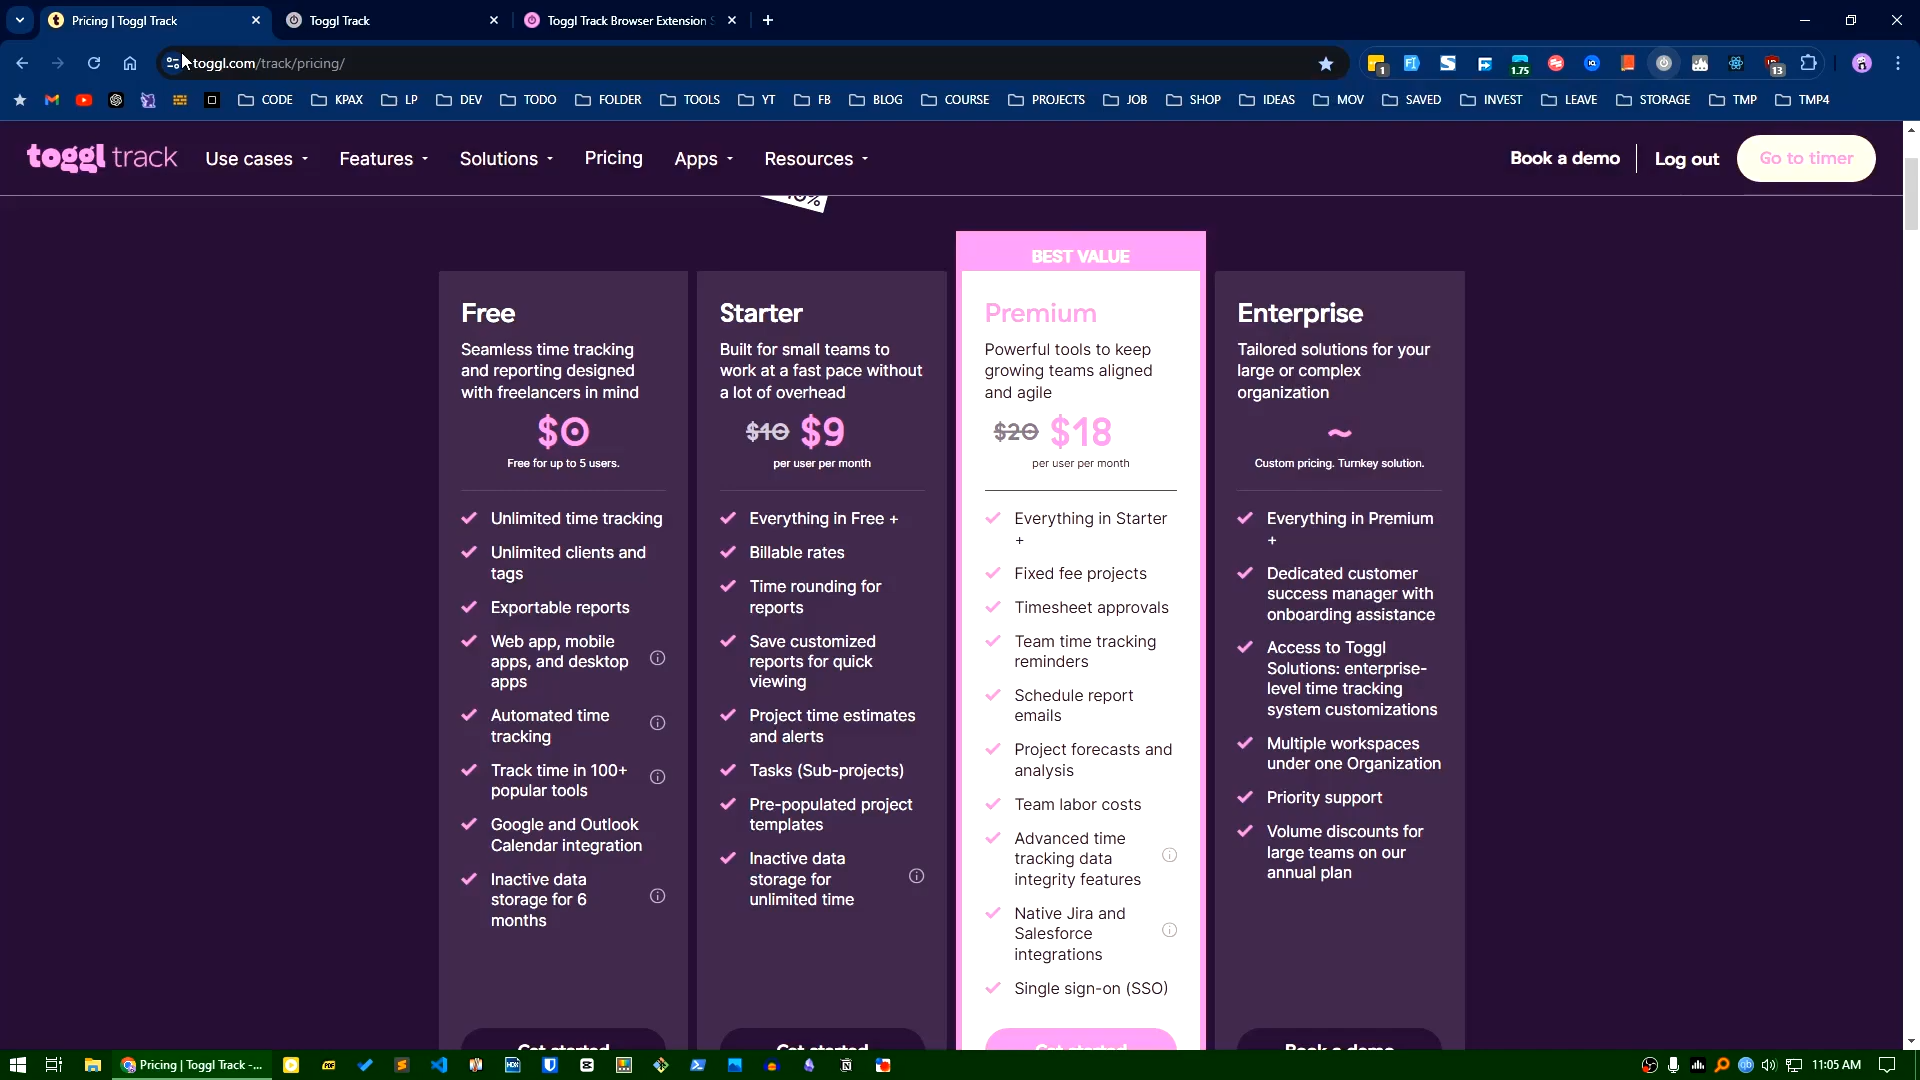 Pricing | Toggl Track
Toggl Track
Toggl Track Browser Extension
toggl.com/track/pricing/
1
1.75
13
CODE
KPAX
LP
DEV
TODO
FOLDER
TOOLS
YT
FB
BLOG
COURSE
PROJECTS
JOB
SHOP
IDEAS
MOV
SAVED
INVEST
LEAVE
STORAGE
TMP
TMP4
toggl track
Use cases
Features
Solutions
Pricing
Apps
Resources
Book a demo
Log out
Go to timer
BEST VALUE
Free
Seamless time tracking
and reporting designed
with freelancers in mind
$0
Free for up to 5 users.
Unlimited time tracking
Unlimited clients and
tags
Exportable reports
Web app, mobile
apps, and desktop
apps
Automated time
tracking
Track time in 100+
popular tools
Google and Outlook
Calendar integration
Inactive data
storage for 6
months
Get started
Starter
Built for small teams to
work at a fast pace without
a lot of overhead
$10 $9
per user per month
Everything in Free +
Billable rates
Time rounding for
reports
Save customized
reports for quick
viewing
Project time estimates
and alerts
Tasks (Sub-projects)
Pre-populated project
templates
Inactive data
storage for
unlimited time
Get started
Premium
Powerful tools to keep
growing teams aligned
and agile
$20 $18
per user per month
Everything in Starter
+
Fixed fee projects
Timesheet approvals
Team time tracking
reminders
Schedule report
emails
Project forecasts and
analysis
Team labor costs
Advanced time
tracking data
integrity features
Native Jira and
Salesforce
integrations
Single sign-on (SSO)
Get started
Enterprise
Tailored solutions for your
large or complex
organization
~
Custom pricing. Turnkey solution.
Everything in Premium
+
Dedicated customer
success manager with
onboarding assistance
Access to Toggl
Solutions: enterprise-
level time tracking
system customizations
Multiple workspaces
under one Organization
Priority support
Volume discounts for
large teams on our
annual plan
Book a demo
Pricing | Toggl Track -...
11:05 AM